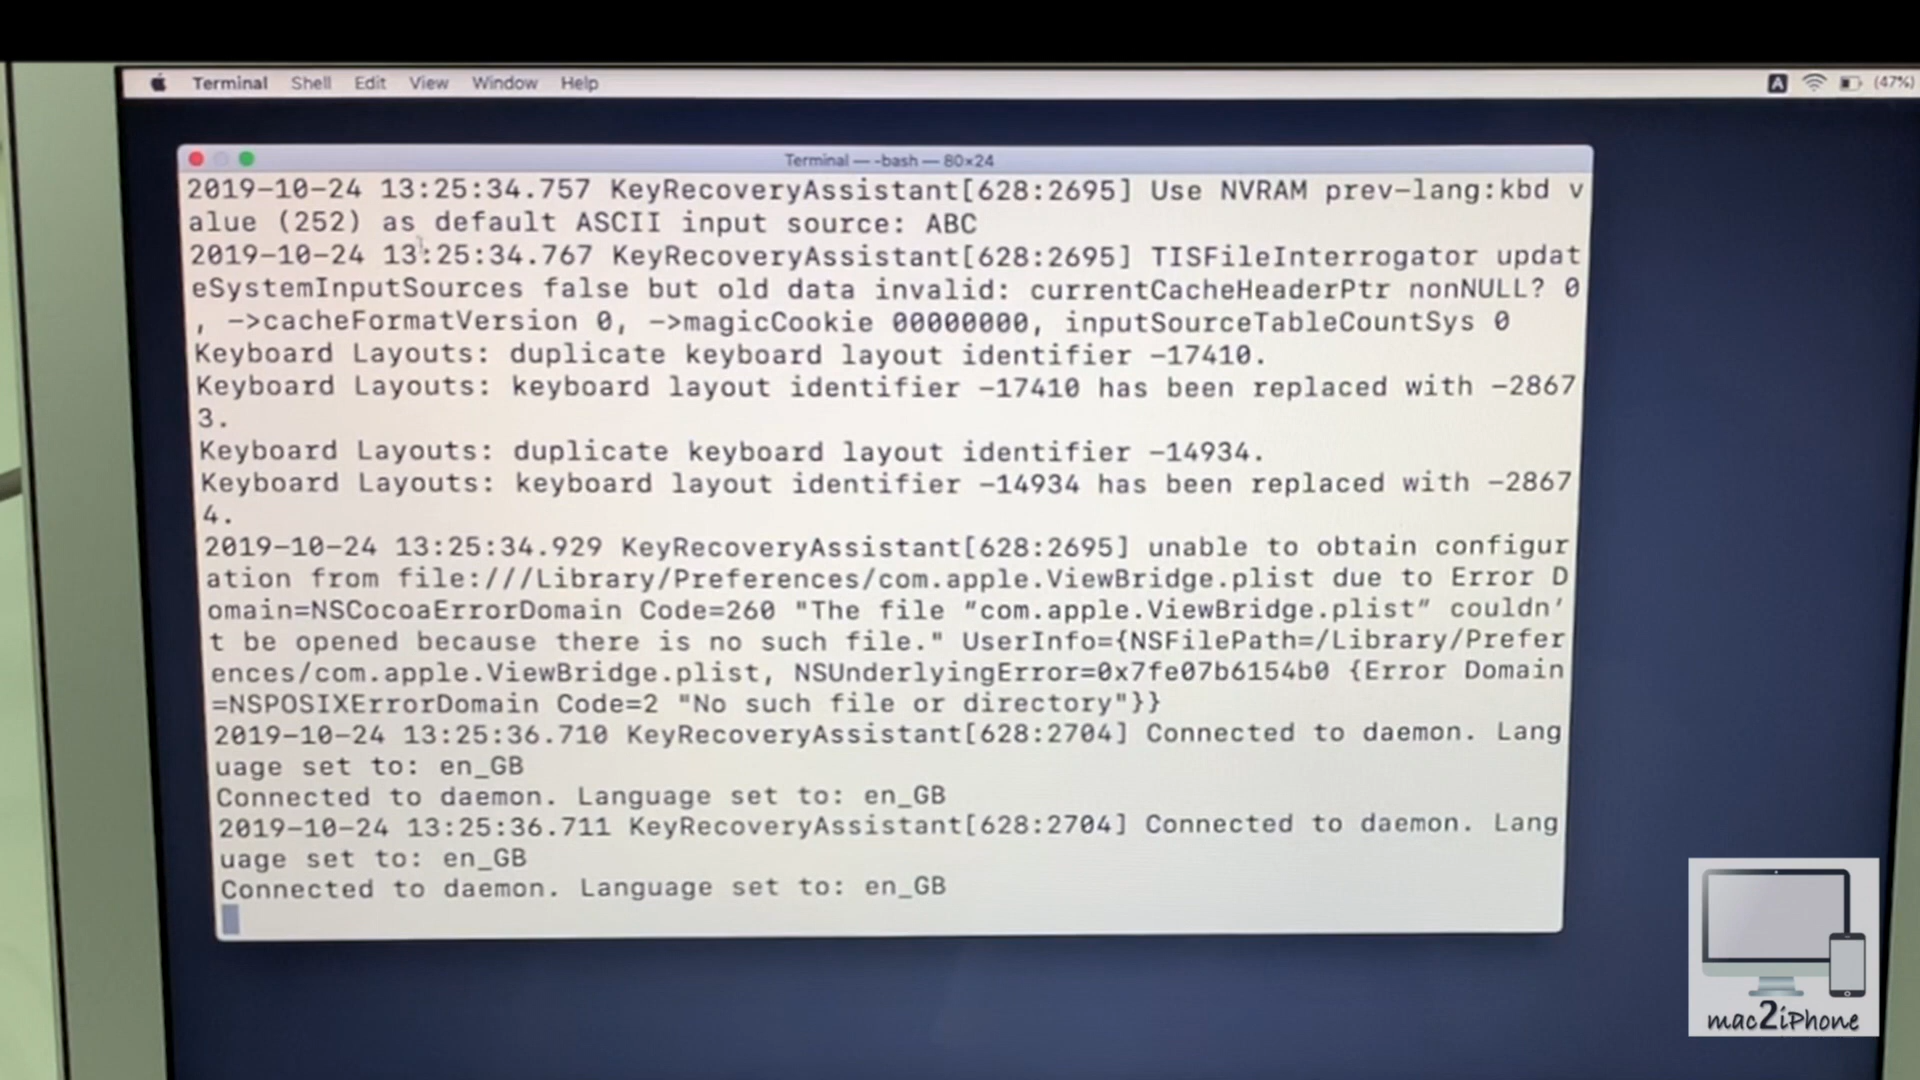 Terminal Shell Edit View Window Help A (47%)
Terminal — -bash — 80×24
2019-10-24 13:25:34.757 KeyRecoveryAssistant[628:2695] Use NVRAM prev-lang:kbd v
alue (252) as default ASCII input source: ABC
2019-10-24 13:25:34.767 KeyRecoveryAssistant[628:2695] TISFileInterrogator updat
eSystemInputSources false but old data invalid: currentCacheHeaderPtr nonNULL? 0
, ->cacheFormatVersion 0, ->magicCookie 00000000, inputSourceTableCountSys 0
Keyboard Layouts: duplicate keyboard layout identifier -17410.
Keyboard Layouts: keyboard layout identifier -17410 has been replaced with -2867
3.
Keyboard Layouts: duplicate keyboard layout identifier -14934.
Keyboard Layouts: keyboard layout identifier -14934 has been replaced with -2867
4.
2019-10-24 13:25:34.929 KeyRecoveryAssistant[628:2695] unable to obtain configur
ation from file:///Library/Preferences/com.apple.ViewBridge.plist due to Error D
omain=NSCocoaErrorDomain Code=260 "The file “com.apple.ViewBridge.plist” couldn’
t be opened because there is no such file." UserInfo={NSFilePath=/Library/Prefer
ences/com.apple.ViewBridge.plist, NSUnderlyingError=0x7fe07b6154b0 {Error Domain
=NSPOSIXErrorDomain Code=2 "No such file or directory"}}
2019-10-24 13:25:36.710 KeyRecoveryAssistant[628:2704] Connected to daemon. Lang
uage set to: en_GB
Connected to daemon. Language set to: en_GB
2019-10-24 13:25:36.711 KeyRecoveryAssistant[628:2704] Connected to daemon. Lang
uage set to: en_GB
Connected to daemon. Language set to: en_GB
mac2iPhone